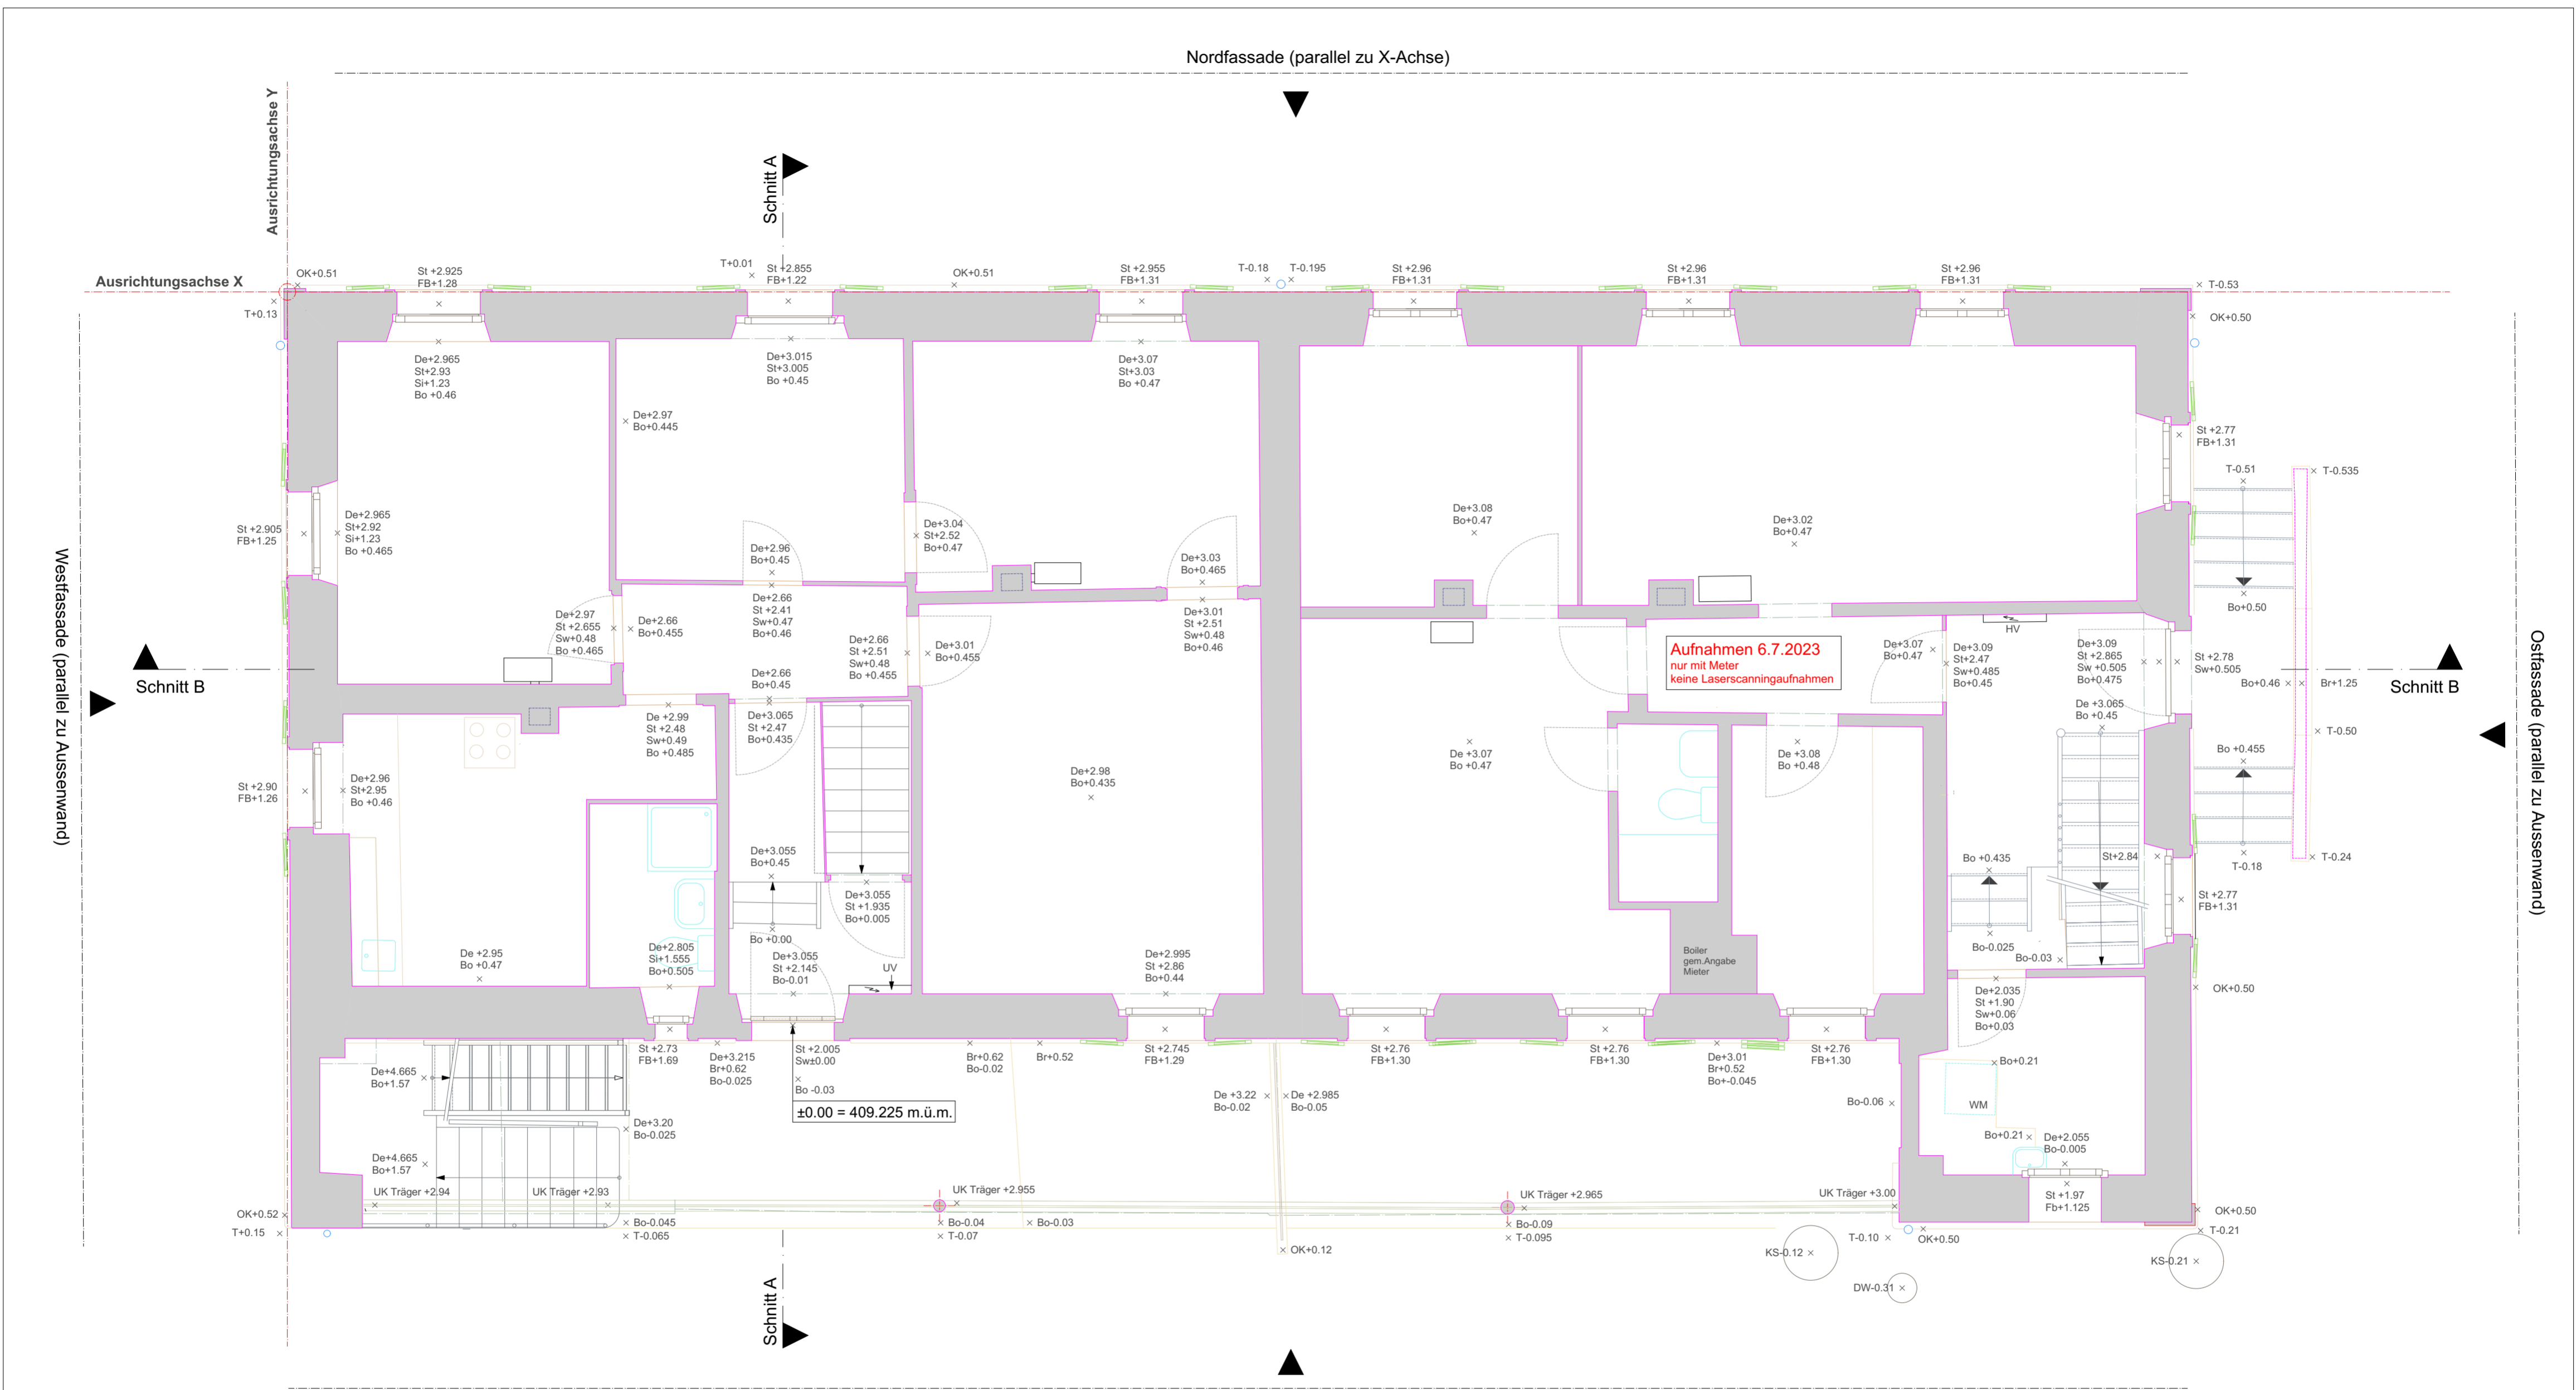 Nordfassade (parallel zu X-Achse)
Ausrichtungsachse Y
Schnitt A
Ausrichtungsachse X
OK+0.51
St +2.925
FB+1.28
T+0.01
St +2.855
FB+1.22
OK+0.51
St +2.955
FB+1.31
T-0.18
T-0.195
St +2.96
FB+1.31
St +2.96
FB+1.31
St +2.96
FB+1.31
T-0.53
T+0.13
OK+0.50
De+2.965
St+2.93
Si+1.23
Bo +0.46
De+3.015
St+3.005
Bo +0.45
De+3.07
St+3.03
Bo +0.47
De+2.97
Bo+0.445
St +2.77
FB+1.31
T-0.51
T-0.535
St +2.905
FB+1.25
De+2.965
St+2.92
Si+1.23
Bo +0.465
De+2.96
Bo+0.45
De+3.04
St+2.52
Bo+0.47
De+3.03
Bo+0.465
De+3.08
Bo+0.47
De+3.02
Bo+0.47
Westfassade (parallel zu Aussenwand)
De+2.97
St +2.655
Sw+0.48
Bo +0.465
De+2.66
Bo+0.455
De+2.66
St +2.41
Sw+0.47
Bo+0.46
De+2.66
St +2.51
Sw+0.48
Bo +0.455
De+3.01
Bo+0.455
De+3.01
St +2.51
Sw+0.48
Bo+0.46
Aufnahmen 6.7.2023
nur mit Meter
keine Laserscanningaufnahmen
De+3.07
Bo+0.47
HV
De+3.09
St+2.47
Sw+0.485
Bo+0.45
De+3.09
St +2.865
Sw +0.505
Bo+0.475
St +2.78
Sw+0.505
Bo+0.50
Bo+0.46
Br+1.25
Schnitt B
Schnitt B
Ostfassade (parallel zu Aussenwand)
De+2.66
Bo+0.45
De +2.99
St +2.48
Sw+0.49
Bo +0.485
De+3.065
St +2.47
Bo+0.435
De +3.065
Bo +0.45
T-0.50
De +3.07
Bo +0.47
De +3.08
Bo +0.48
Bo +0.455
St +2.90
FB+1.26
De+2.96
St+2.95
Bo +0.46
De+2.98
Bo+0.435
De+3.055
Bo+0.45
De+3.055
St +1.935
Bo+0.005
Bo +0.435
St+2.84
T-0.18
T-0.24
St +2.77
FB+1.31
De +2.95
Bo +0.47
De+2.805
Si+1.555
Bo+0.505
Bo +0.00
De+3.055
St +2.145
Bo-0.01
UV
De+2.995
St +2.86
Bo+0.44
Boiler
gem.Angabe
Mieter
Bo-0.025
Bo-0.03
OK+0.50
De+2.035
St +1.90
Sw+0.06
Bo+0.03
St +2.73
FB+1.69
De+3.215
Br+0.62
Bo-0.025
St +2.005
Sw±0.00
Bo -0.03
±0.00 = 409.225 m.ü.m.
Br+0.62
Bo-0.02
Br+0.52
St +2.745
FB+1.29
St +2.76
FB+1.30
St +2.76
FB+1.30
De+3.01
Br+0.52
Bo+-0.045
St +2.76
FB+1.30
De+4.665
Bo+1.57
De +3.22
Bo-0.02
De +2.985
Bo-0.05
Bo-0.06
Bo+0.21
WM
Bo+0.21
De+2.055
Bo-0.005
De+3.20
Bo-0.025
De+4.665
Bo+1.57
UK Träger +2.94
UK Träger +2.93
UK Träger +2.955
UK Träger +2.965
UK Träger +3.00
St +1.97
Fb+1.125
OK+0.52
T+0.15
Bo-0.045
T-0.065
Bo-0.04
T-0.07
Bo-0.03
OK+0.12
Bo-0.09
T-0.095
KS-0.12
T-0.10
OK+0.50
DW-0.31
OK+0.50
T-0.21
KS-0.21
Schnitt A